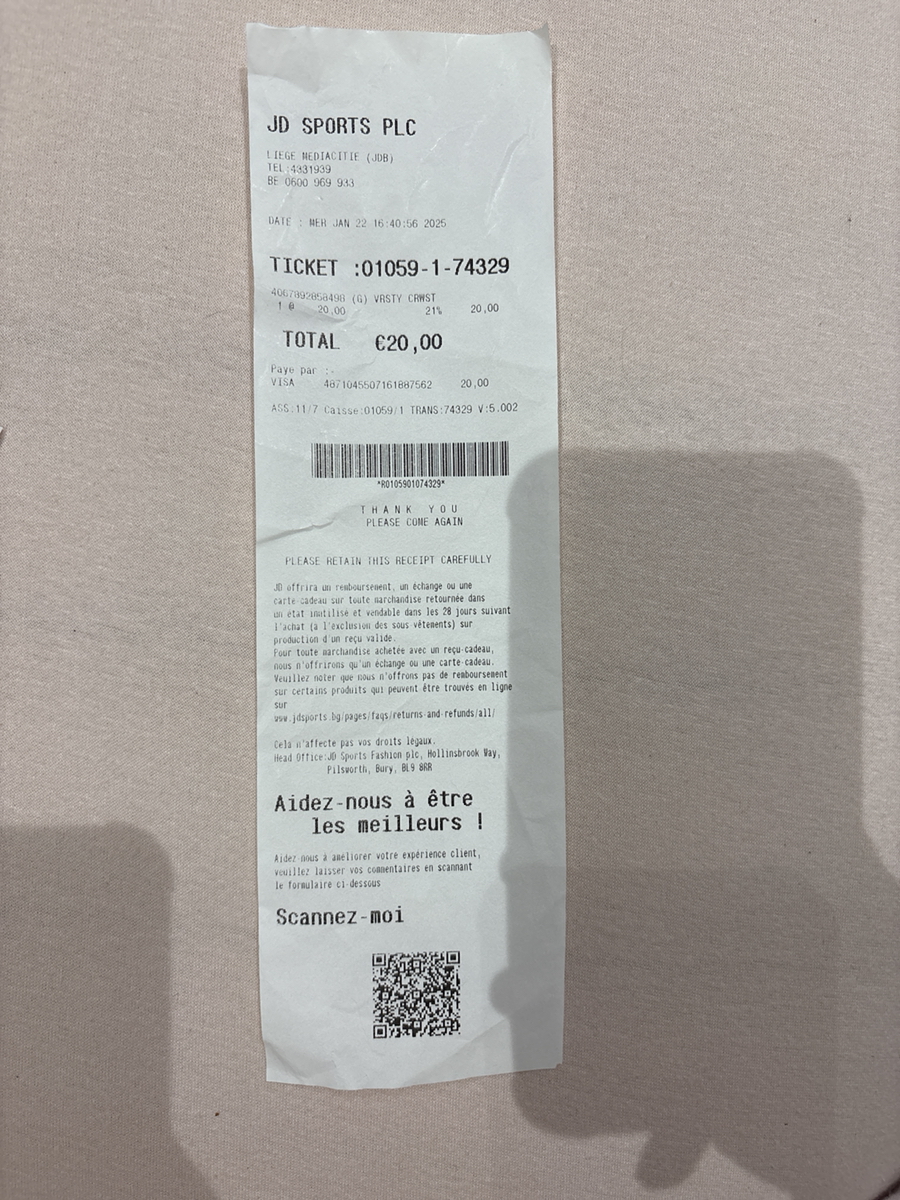 JD SPORTS PLC
LIEGE MEDIACITIE (JDB)
TEL:4331939
BE 0600 969 933
DATE : MER JAN 22 16:40:56 2025
TICKET :01059-1-74329
4067892858498 (G) VRSTY CRWST
1 @ 20,00 21% 20,00
TOTAL €20,00
Paye par :-
VISA 4871045507161887562 20,00
ASS:11/7 Caisse:01059/1 TRANS:74329 V:5.002
*R0105901074329*
THANK YOU
PLEASE COME AGAIN
PLEASE RETAIN THIS RECEIPT CAREFULLY
JD offrira un remboursement, un échange ou une
carte-cadeau sur toute marchandise retournée dans
un état inutilisé et vendable dans les 28 jours suivant
l'achat (à l'exclusion des sous vêtements) sur
production d'un reçu valide.
Pour toute marchandise achetée avec un reçu-cadeau,
nous n'offrirons qu'un échange ou une carte-cadeau.
Veuillez noter que nous n'offrons pas de remboursement
sur certains produits qui peuvent être trouvés en ligne
sur
www.jdsports.bg/pages/faqs/returns-and-refunds/all/
Cela n'affecte pas vos droits légaux.
Head Office:JD Sports Fashion plc, Hollinsbrook Way,
Pilsworth, Bury, BL9 8RR
Aidez-nous à être
les meilleurs !
Aidez-nous à améliorer votre expérience client,
veuillez laisser vos commentaires en scannant
le formulaire ci-dessous
Scannez-moi